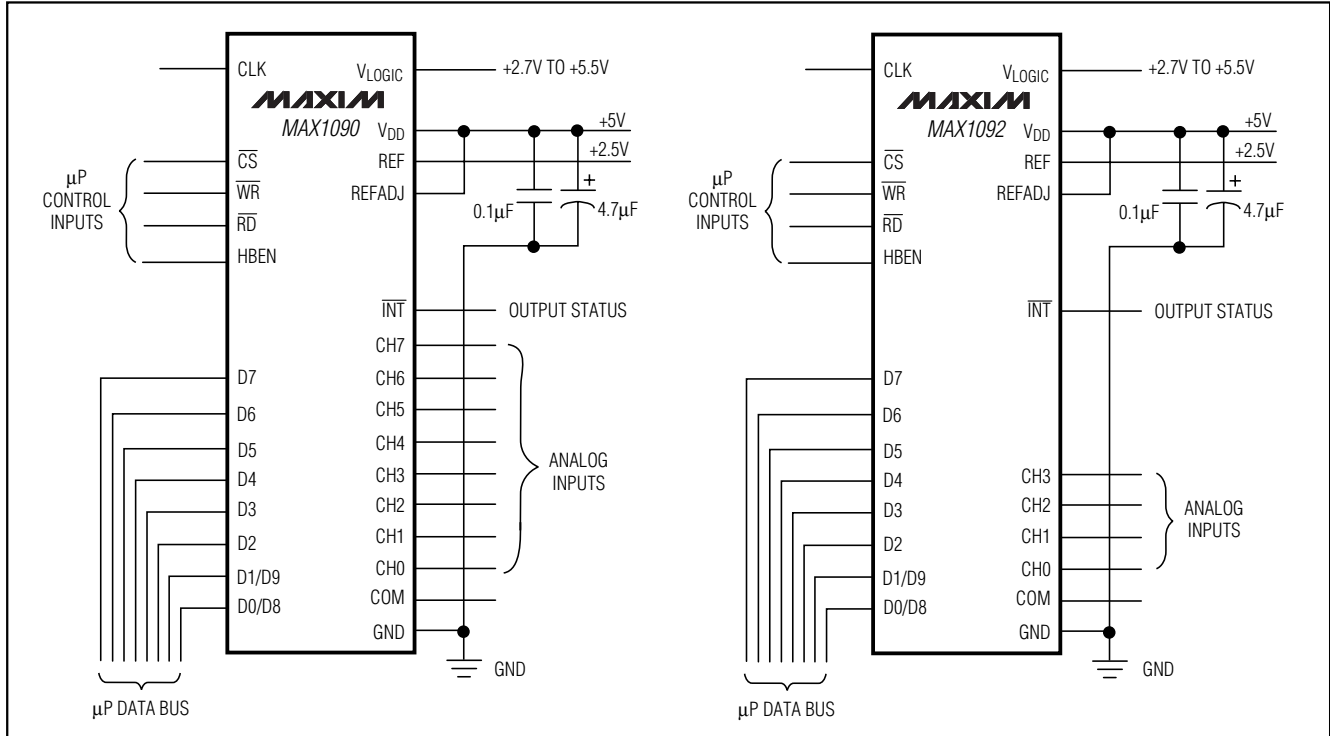 CLK
VLOGIC
+2.7V TO +5.5V
MAXIM
MAX1090
VDD
+5V
μP
CONTROL
INPUTS
CS
REF
+2.5V
WR
REFADJ
0.1μF
+
4.7μF
RD
HBEN
INT
OUTPUT STATUS
CH7
D7
CH6
D6
CH5
D5
CH4
D4
CH3
ANALOG
INPUTS
D3
CH2
D2
CH1
D1/D9
CH0
D0/D8
COM
GND
GND
μP DATA BUS
CLK
VLOGIC
+2.7V TO +5.5V
MAXIM
MAX1092
VDD
+5V
μP
CONTROL
INPUTS
CS
REF
+2.5V
WR
REFADJ
0.1μF
+
4.7μF
RD
HBEN
INT
OUTPUT STATUS
D7
D6
D5
D4
CH3
D3
CH2
ANALOG
INPUTS
D2
CH1
D1/D9
CH0
D0/D8
COM
GND
GND
μP DATA BUS